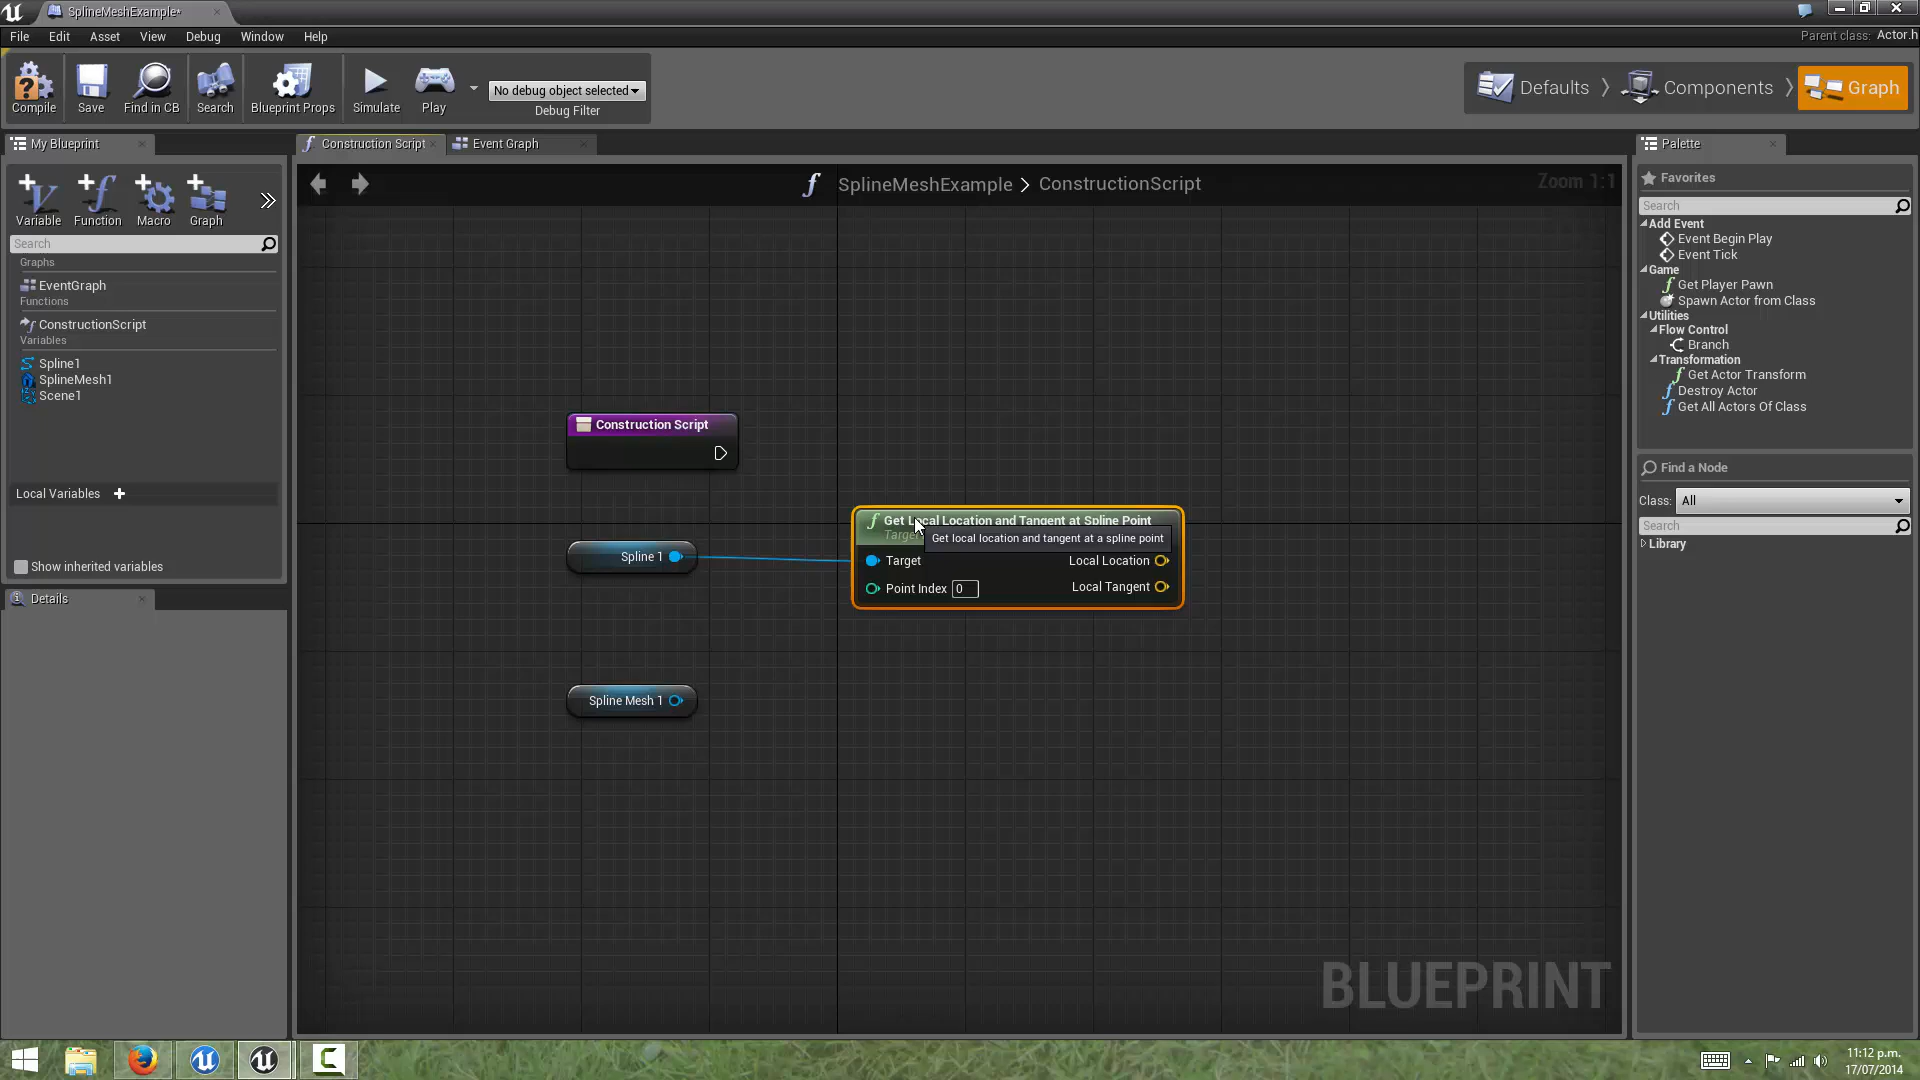 SplineMeshExample*
File Edit Asset View Debug Window Help
Parent class: Actor.h
Compile Save Find in CB Search Blueprint Props Simulate Play
No debug object selected
Debug Filter
Defaults Components Graph
My Blueprint
Construction Script Event Graph
Palette
Variable Function Macro Graph
Search
Graphs
EventGraph
Functions
ConstructionScript
Variables
Spline1
SplineMesh1
Scene1
Local Variables
Show inherited variables
Details
SplineMeshExample > ConstructionScript
Zoom 1:1
Construction Script
Spline 1
Spline Mesh 1
Get Local Location and Tangent at Spline Point
Target
Get local location and tangent at a spline point
Target Local Location
Point Index 0 Local Tangent
BLUEPRINT
Favorites
Search
Add Event
Event Begin Play
Event Tick
Game
Get Player Pawn
Spawn Actor from Class
Utilities
Flow Control
Branch
Transformation
Get Actor Transform
Destroy Actor
Get All Actors Of Class
Find a Node
Class: All
Search
Library
11:12 p.m.
17/07/2014